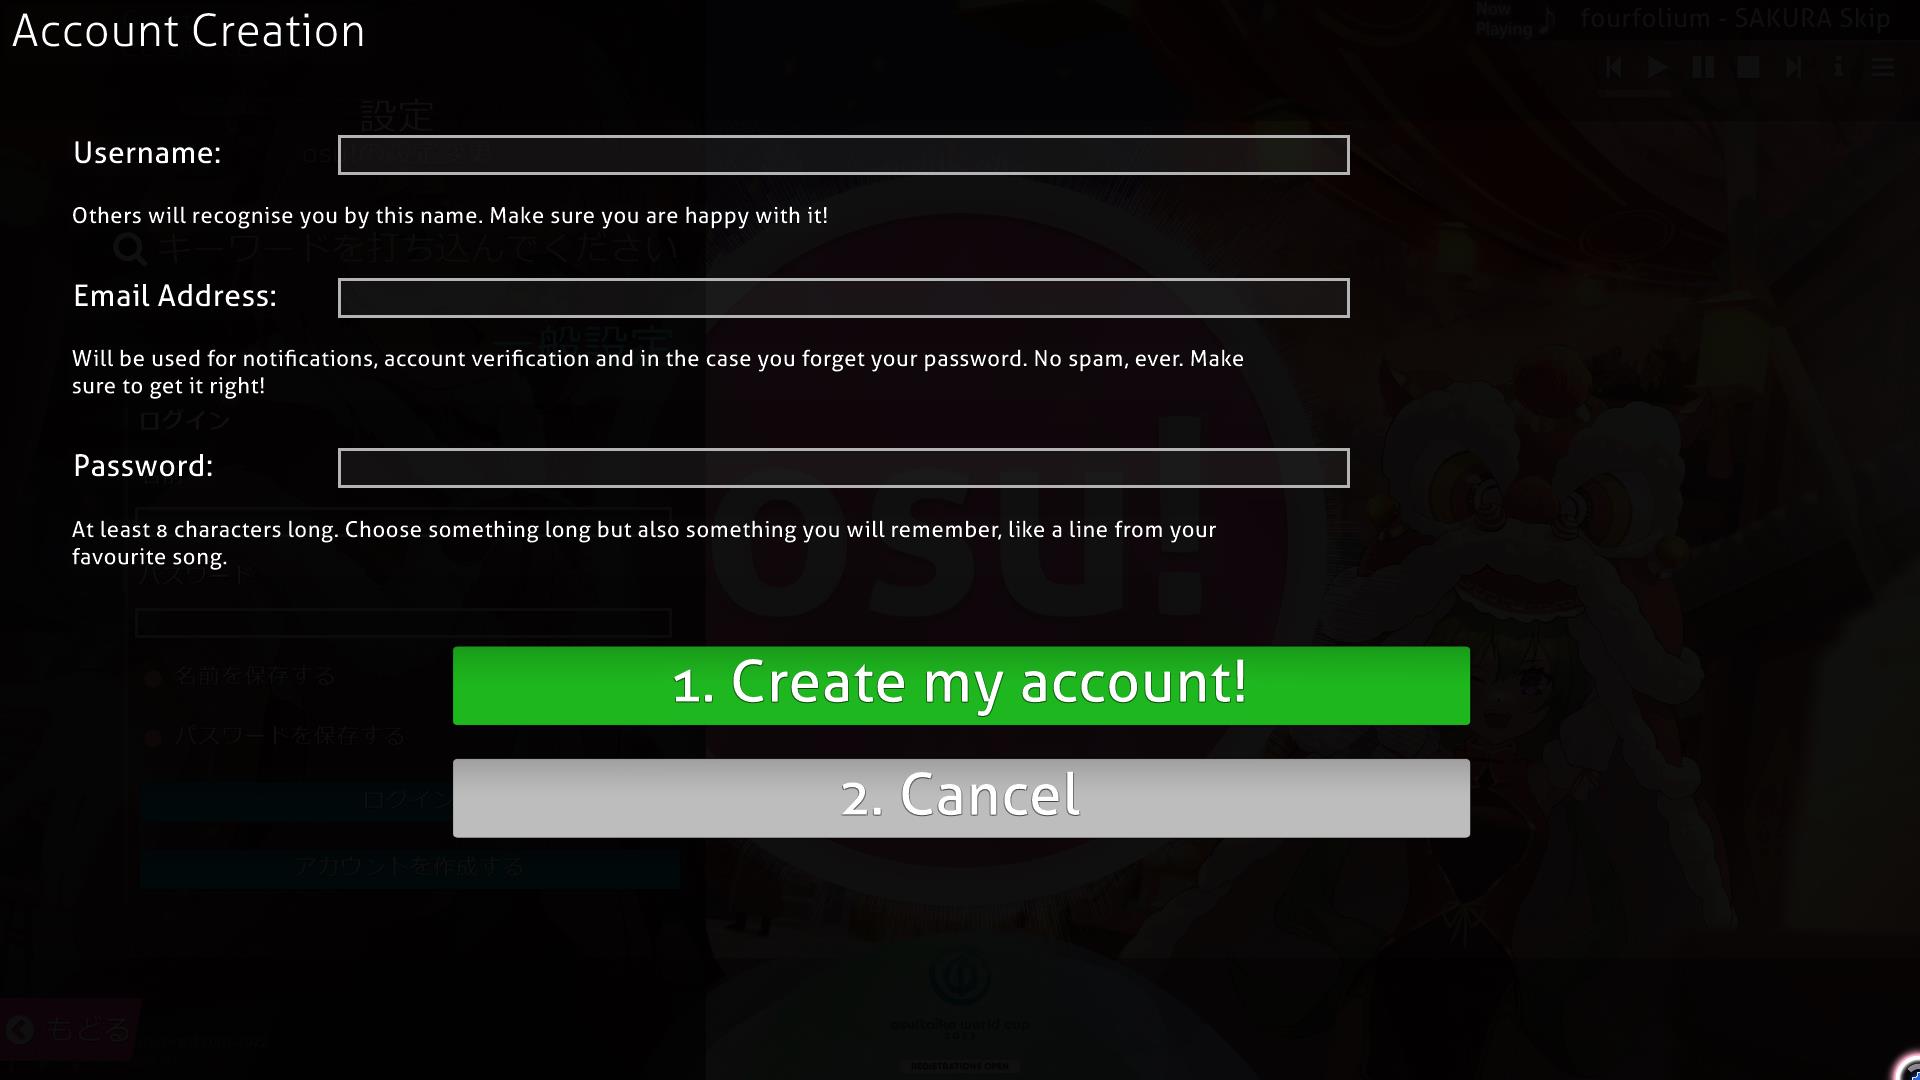 Account Creation
Now
Playing
fourfolium - SAKURA Skip
設定
Username:
Others will recognise you by this name. Make sure you are happy with it!
キーワードを打ち込んでください
Email Address:
一般設定
Will be used for notifications, account verification and in the case you forget your password. No spam, ever. Make
sure to get it right!
ログイン
Password:
osu!
At least 8 characters long. Choose something long but also something you will remember, like a line from your
favourite song.
パスワード
名前を保存する
1. Create my account!
パスワードを保存する
ログイン
2. Cancel
アカウントを作成する
もどる
osu!taiko world cup
REGISTRATIONS OPEN